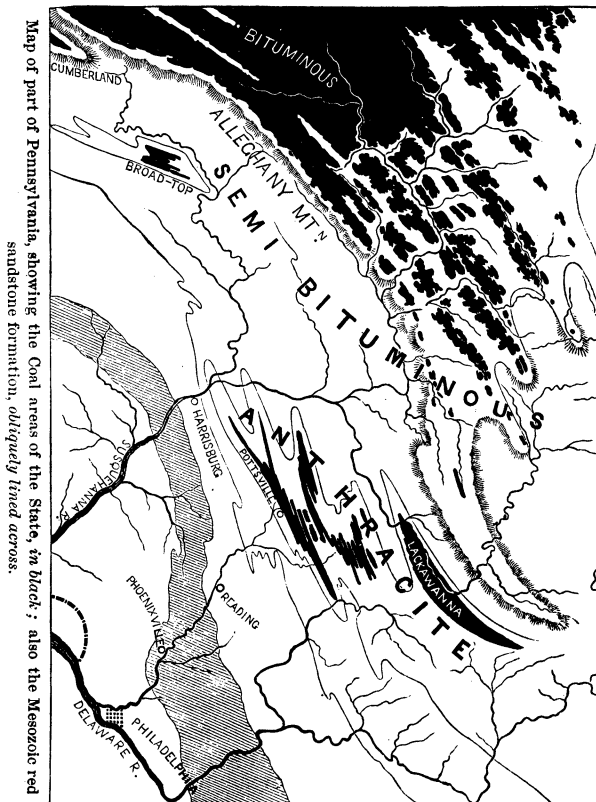 BITUMINOUS
CUMBERLAND
ALLEGHANY MT.N
BROAD-TOP
SEMI BITUMINOUS
ANTHRACITE
HARRISBURG
POTTSVILLE
LACKAWANNA
SUSQUEHANNA R.
READING
PHOENIXVILLE
PHILADELPHIA
DELAWARE R.
Map of part of Pennsylvania, showing the Coal areas of the State, in black; also the Mesozoic red
sandstone formation, obliquely lined across.